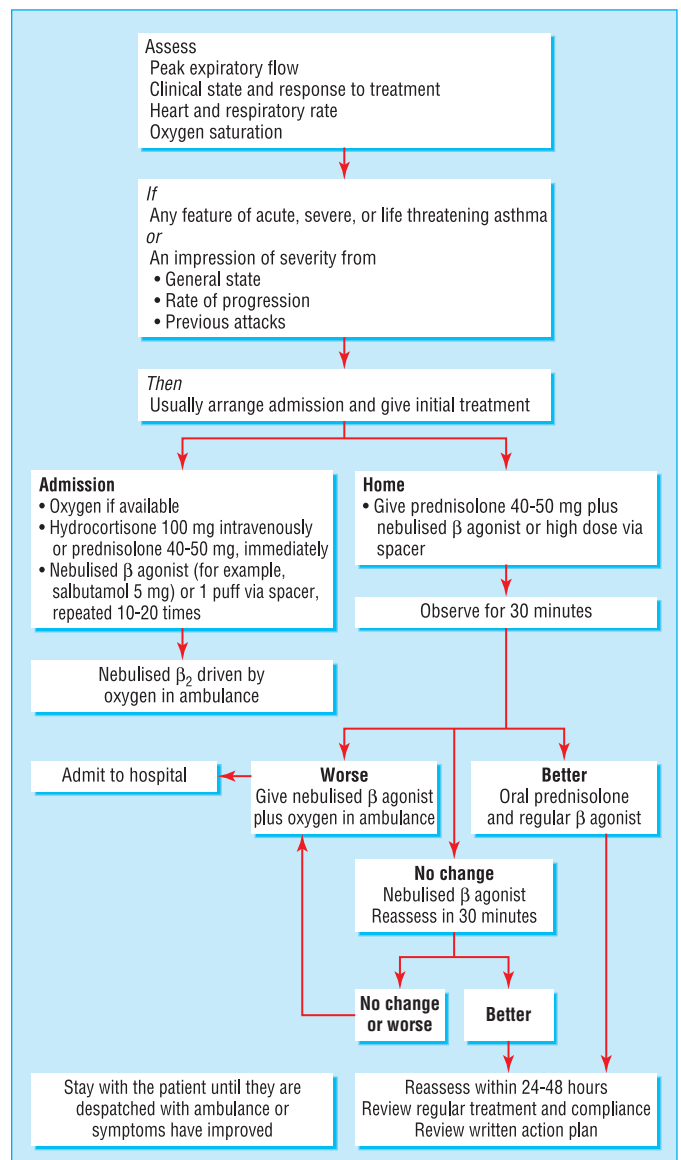 Assess
Peak expiratory flow
Clinical state and response to treatment
Heart and respiratory rate
Oxygen saturation
If
Any feature of acute, severe, or life threatening asthma
or
An impression of severity from
• General state
• Rate of progression
• Previous attacks
Then
Usually arrange admission and give initial treatment
Admission
• Oxygen if available
• Hydrocortisone 100 mg intravenously
or prednisolone 40-50 mg, immediately
• Nebulised β agonist (for example,
salbutamol 5 mg) or 1 puff via spacer,
repeated 10-20 times
Home
• Give prednisolone 40-50 mg plus
nebulised β agonist or high dose via
spacer
Observe for 30 minutes
Nebulised β₂ driven by
oxygen in ambulance
Admit to hospital
Worse
Give nebulised β agonist
plus oxygen in ambulance
Better
Oral prednisolone
and regular β agonist
No change
Nebulised β agonist
Reassess in 30 minutes
No change
or worse
Better
Stay with the patient until they are
despatched with ambulance or
symptoms have improved
Reassess within 24-48 hours
Review regular treatment and compliance
Review written action plan